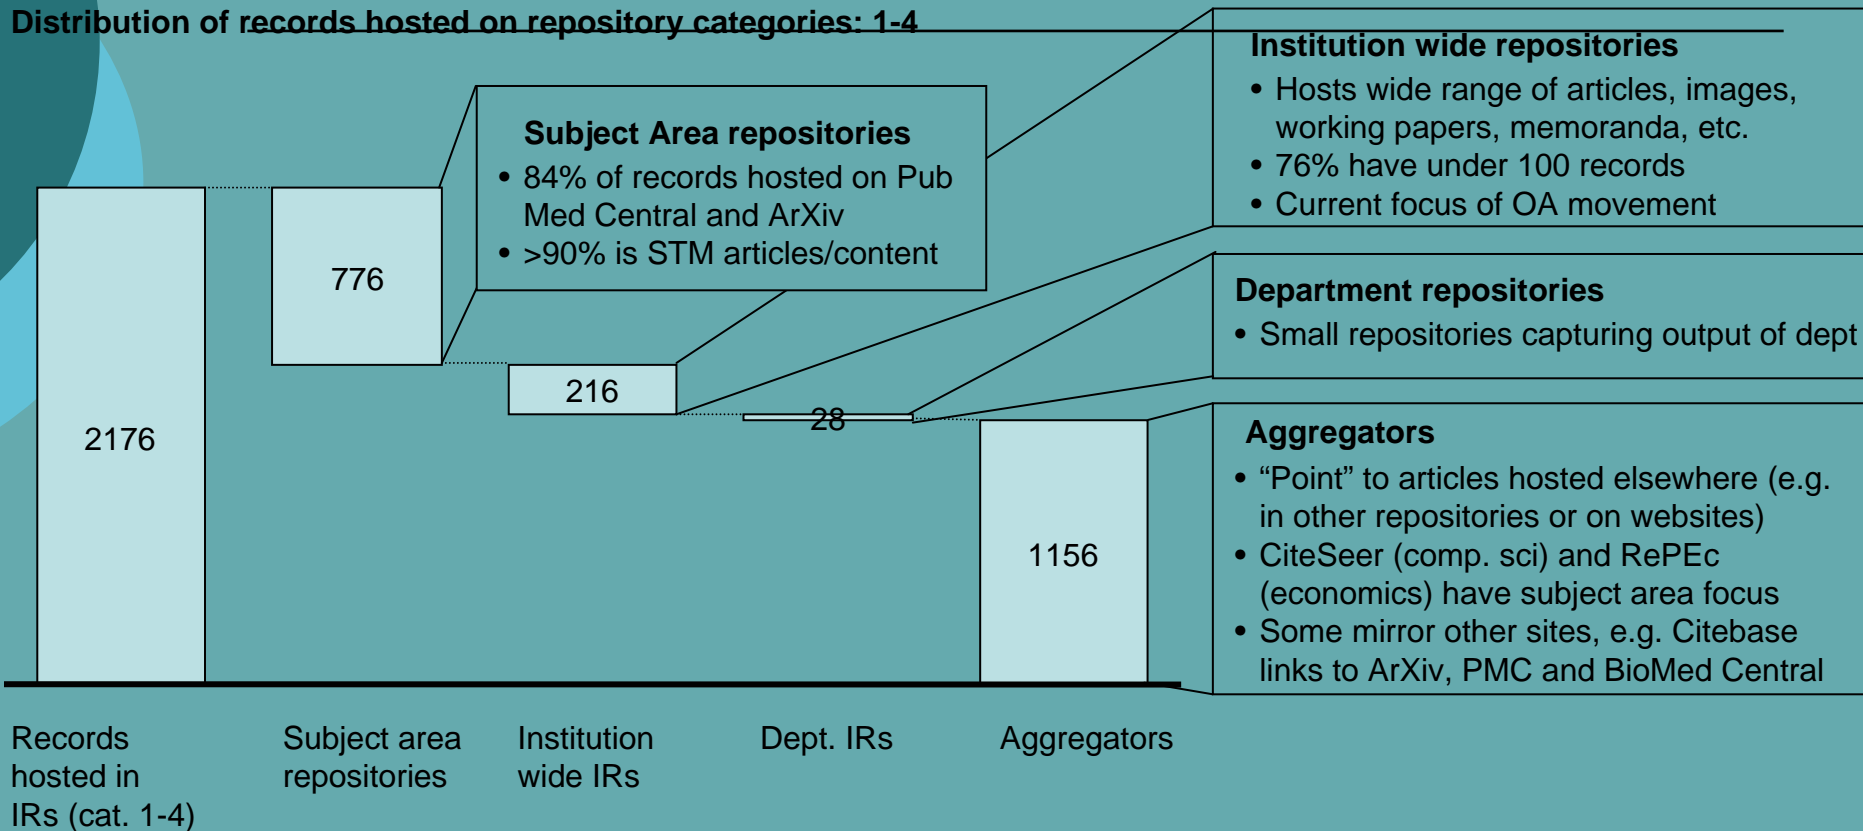 Distribution of records hosted on repository categories: 1-4
Institution wide repositories
• Hosts wide range of articles, images,
working papers, memoranda, etc.
• 76% have under 100 records
• Current focus of OA movement
Subject Area repositories
• 84% of records hosted on Pub
Med Central and ArXiv
• >90% is STM articles/content
Department repositories
• Small repositories capturing output of dept
Aggregators
• “Point” to articles hosted elsewhere (e.g.
in other repositories or on websites)
• CiteSeer (comp. sci) and RePEc
(economics) have subject area focus
• Some mirror other sites, e.g. Citebase
links to ArXiv, PMC and BioMed Central
2176
776
216
28
1156
Records
hosted in
IRs (cat. 1-4)
Subject area
repositories
Institution
wide IRs
Dept. IRs
Aggregators